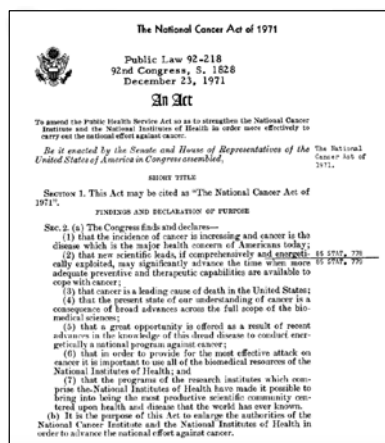 The National Cancer Act of 1971
Public Law 92-218
92nd Congress, S. 1828
December 23, 1971
An Act
To amend the Public Health Service Act so as to strengthen the National Cancer
Institute and the National Institutes of Health in order more effectively to
carry out the national effort against cancer.
Be it enacted by the Senate and House of Representatives of the
United States of America in Congress assembled,
The National
Cancer Act of
1971.
SHORT TITLE
SECTION 1. This Act may be cited as "The National Cancer Act of
1971".
FINDINGS AND DECLARATION OF PURPOSE
SEC. 2. (a) The Congress finds and declares—
(1) that the incidence of cancer is increasing and cancer is the
disease which is the major health concern of Americans today;
(2) that new scientific leads, if comprehensively and energeti-
85 STAT. 778
cally exploited, may significantly advance the time when more
85 STAT. 779
adequate preventive and therapeutic capabilities are available to
cope with cancer;
(3) that cancer is a leading cause of death in the United States;
(4) that the present state of our understanding of cancer is a
consequence of broad advances across the full scope of the bio-
medical sciences;
(5) that a great opportunity is offered as a result of recent
advances in the knowledge of this dread disease to conduct ener-
getically a national program against cancer;
(6) that in order to provide for the most effective attack on
cancer it is important to use all of the biomedical resources of the
National Institutes of Health; and
(7) that the programs of the research institutes which com-
prise the National Institutes of Health have made it possible to
bring into being the most productive scientific community cen-
tered upon health and disease that the world has ever known.
(b) It is the purpose of this Act to enlarge the authorities of the
National Cancer Institute and the National Institutes of Health in
order to advance the national effort against cancer.